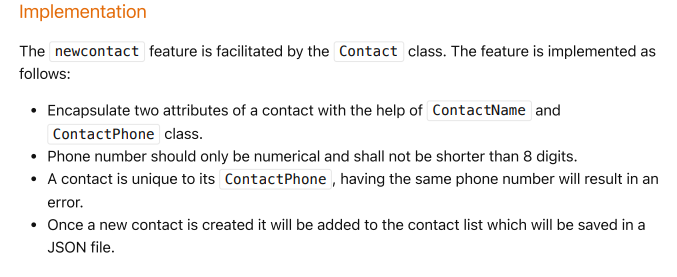 Implementation
The newcontact feature is facilitated by the Contact class. The feature is implemented as
follows:
• Encapsulate two attributes of a contact with the help of ContactName and
ContactPhone class.
• Phone number should only be numerical and shall not be shorter than 8 digits.
• A contact is unique to its ContactPhone, having the same phone number will result in an
error.
• Once a new contact is created it will be added to the contact list which will be saved in a
JSON file.